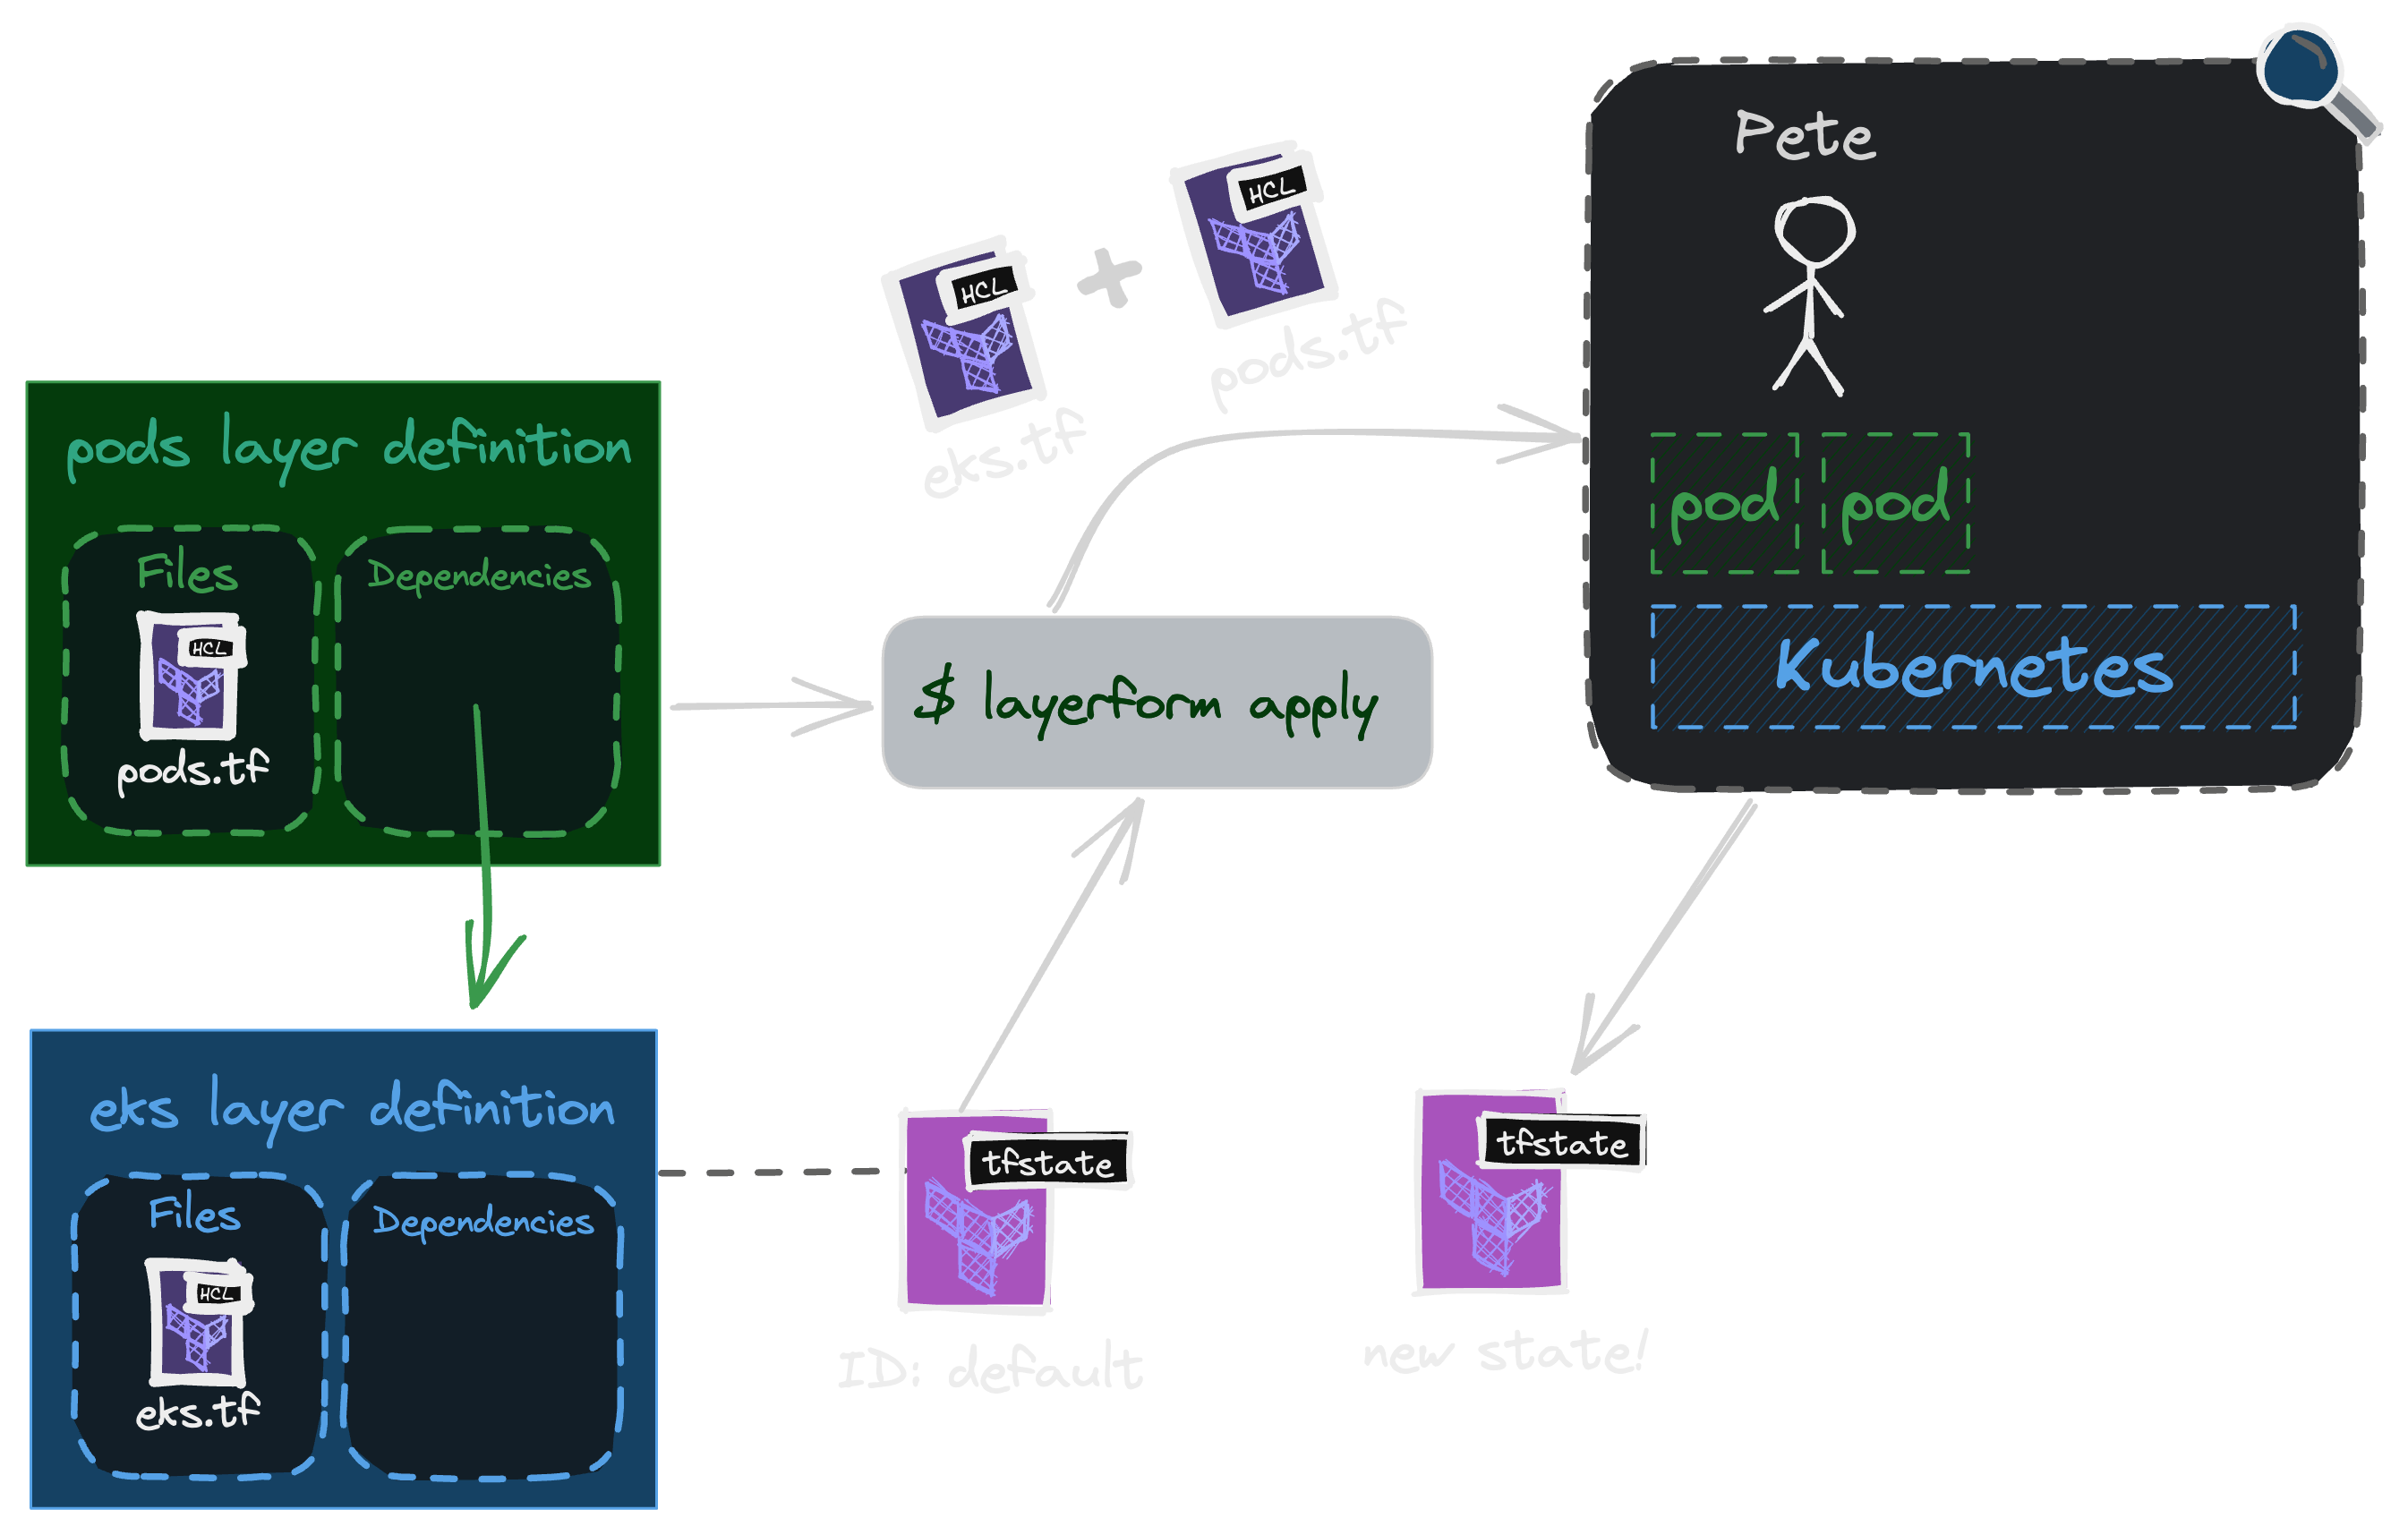 pods layer definition
Files
Dependencies
HCL
pods.tf
eks layer definition
Files
Dependencies
HCL
eks.tf
HCL
eks.tf
+
HCL
pods.tf
$ layerform apply
tfstate
ID: default
Pete
pod
pod
Kubernetes
tfstate
new state!